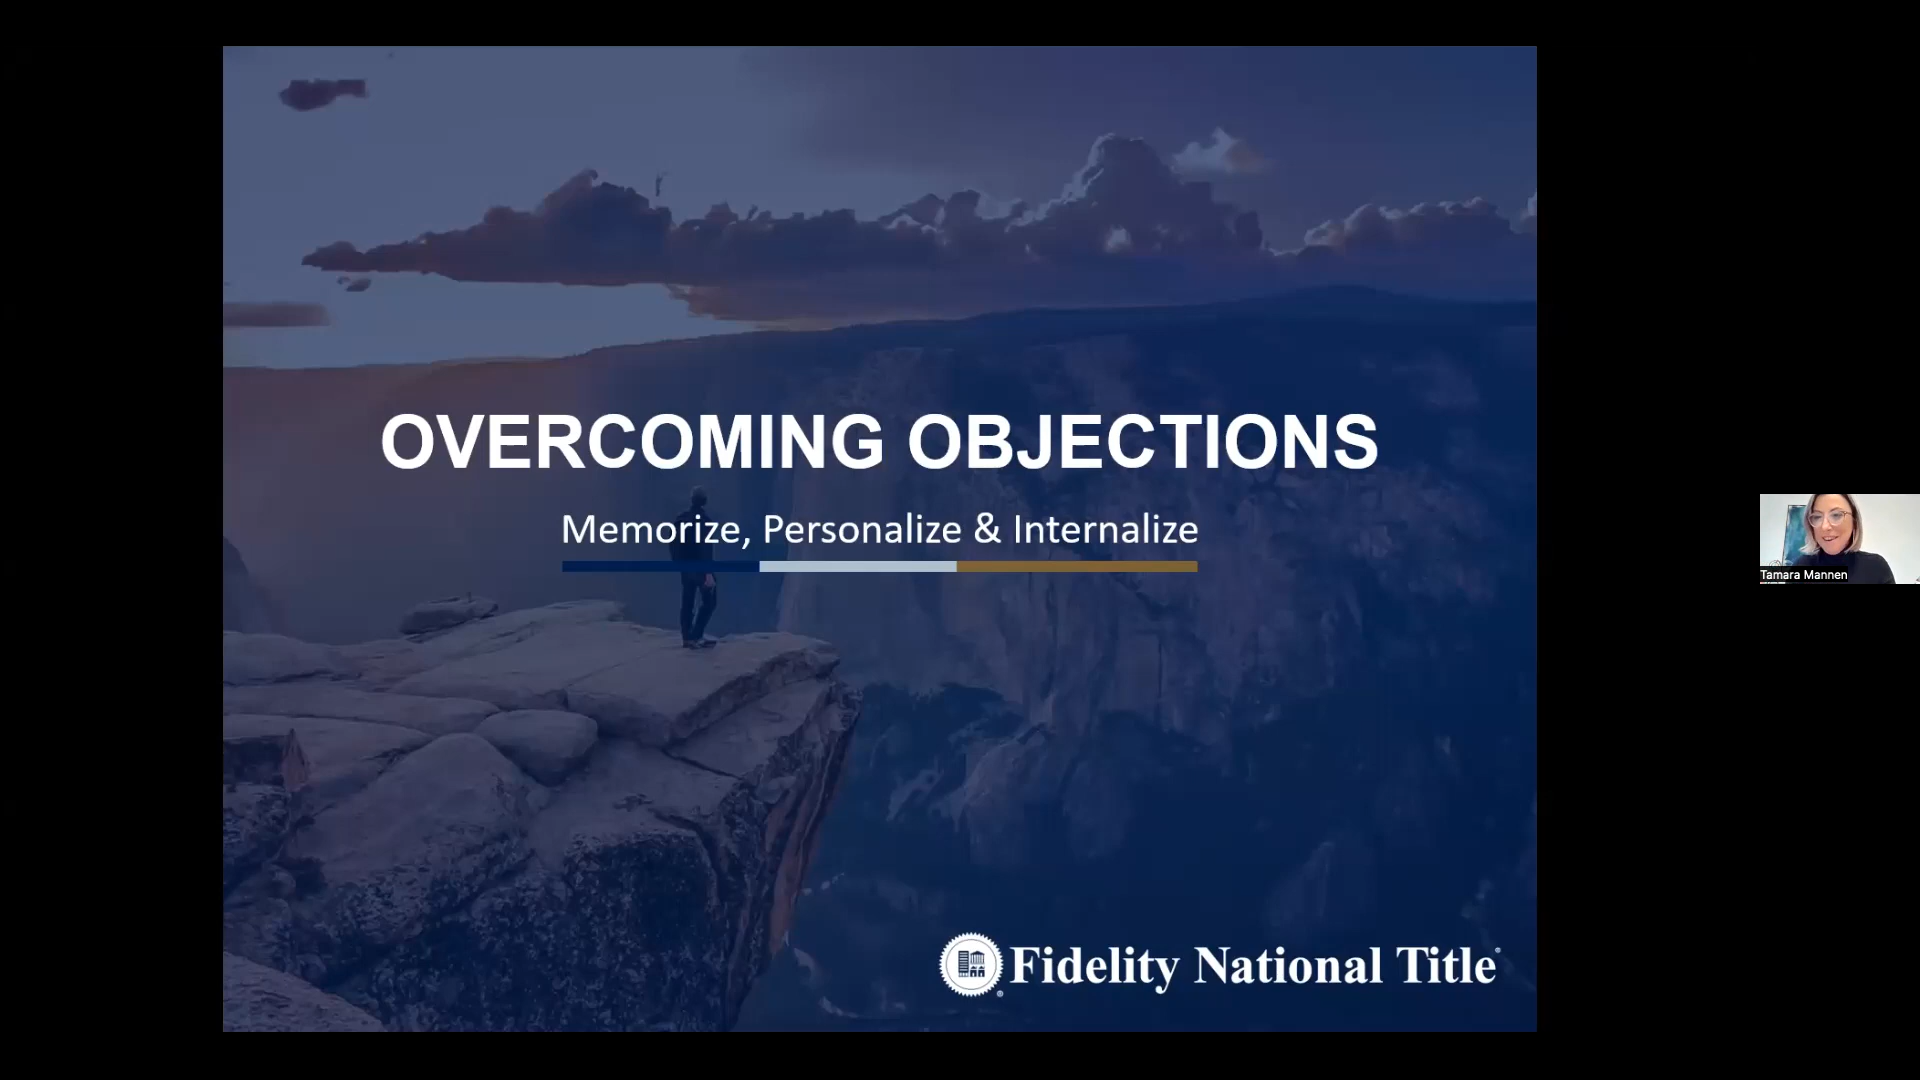 OVERCOMING OBJECTIONS
Memorize, Personalize & Internalize
Tamara Mannen
Fidelity National Title